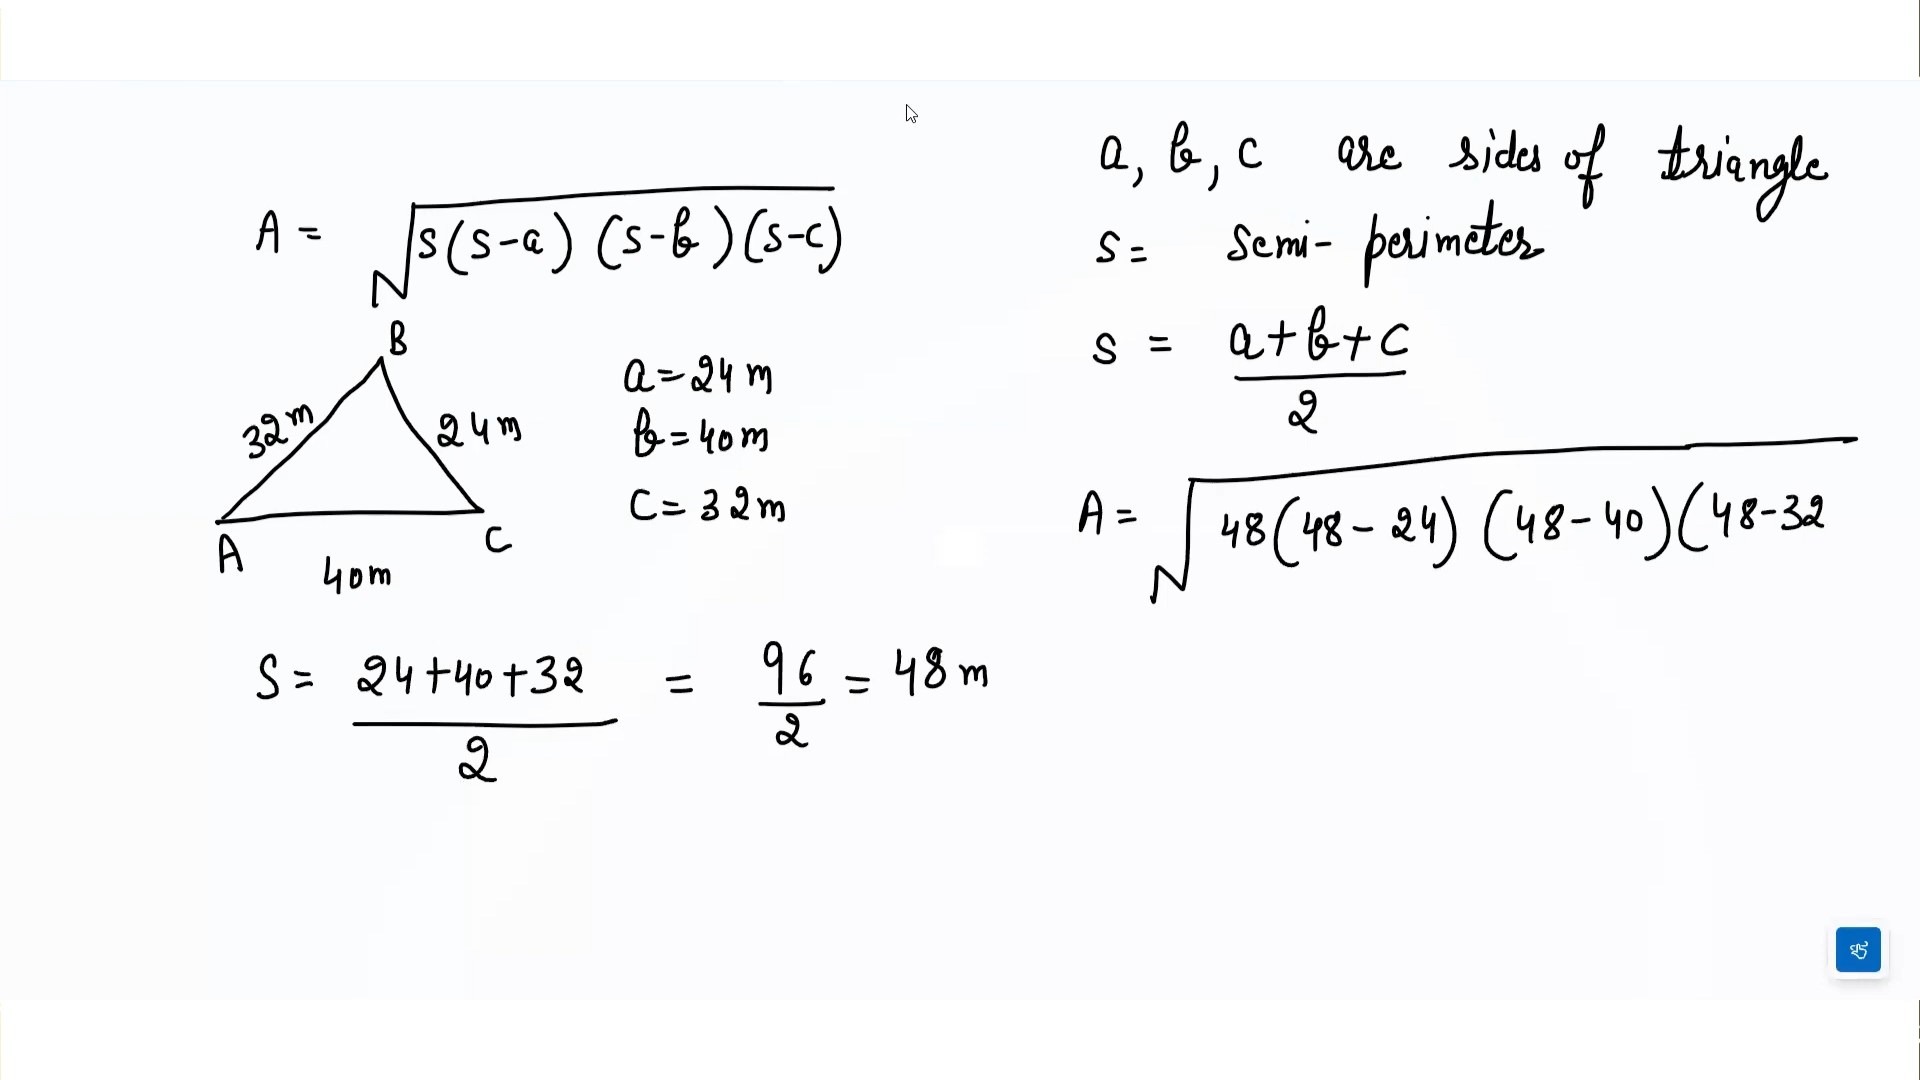 A = √s(s-a) (s-b)(s-c)
B
32m
24m
A
C
40m
a=24m
b=40m
c=32m
S = 24+40+32 / 2 = 96 / 2 = 48m
a, b, c are sides of triangle
s = semi-perimeter
s = a+b+c / 2
A = √48(48-24) (48-40)(48-32